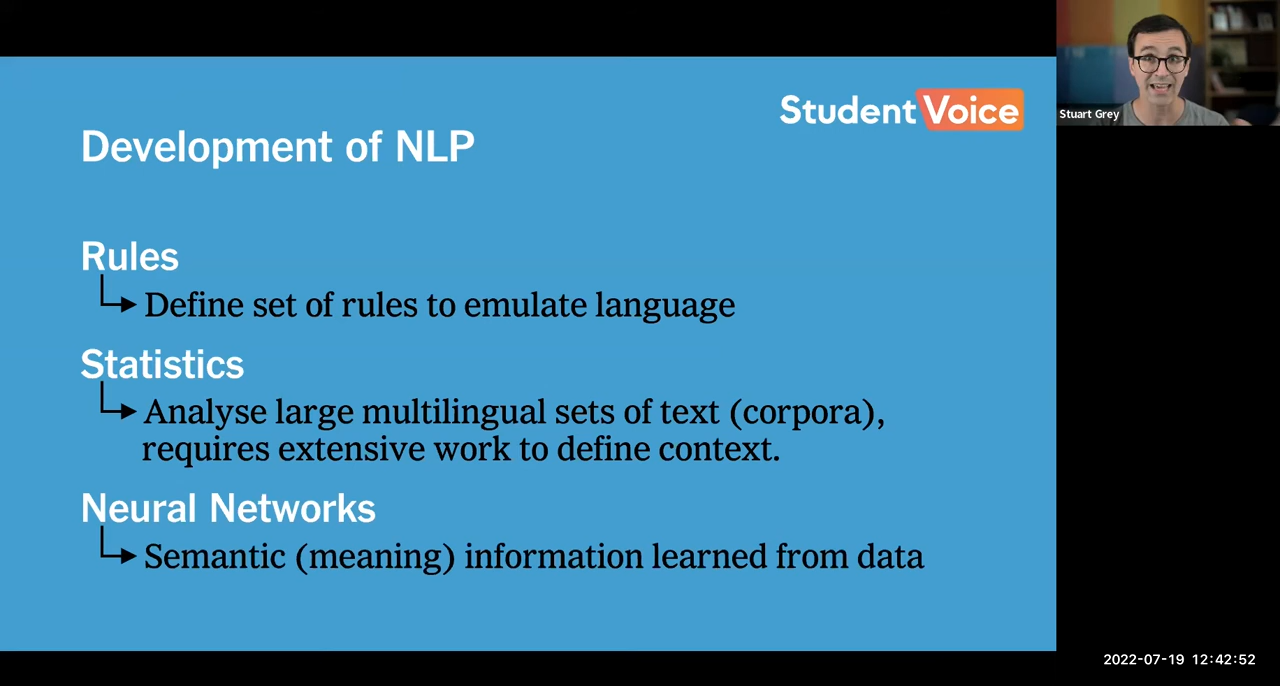 Student Voice
Development of NLP
Rules
Define set of rules to emulate language
Statistics
Analyse large multilingual sets of text (corpora),
requires extensive work to define context.
Neural Networks
Semantic (meaning) information learned from data
Stuart Grey
2022-07-19 12:42:52